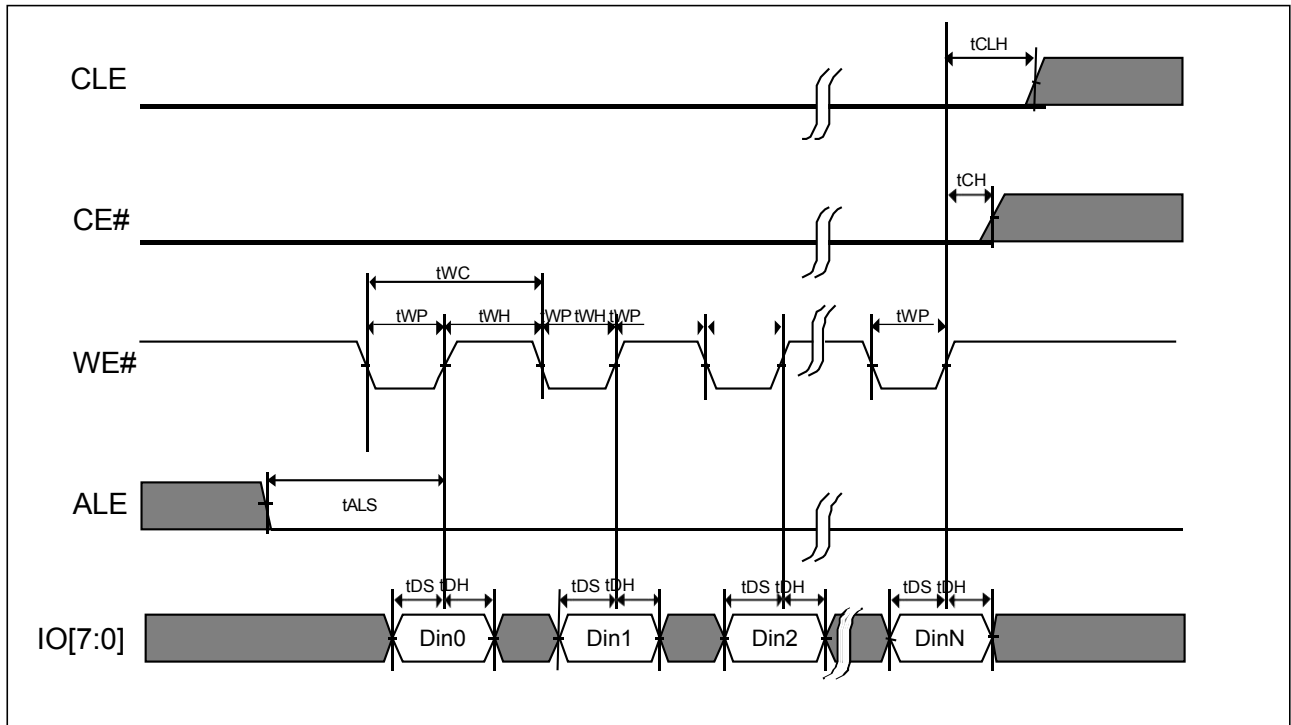 tCLH
CLE
tCH
CE#
tWC
tWP tWH tWP tWH tWP tWP
WE#
ALE
tALS
tDS tDH tDS tDH tDS tDH tDS tDH
IO[7:0] Din0 Din1 Din2 DinN